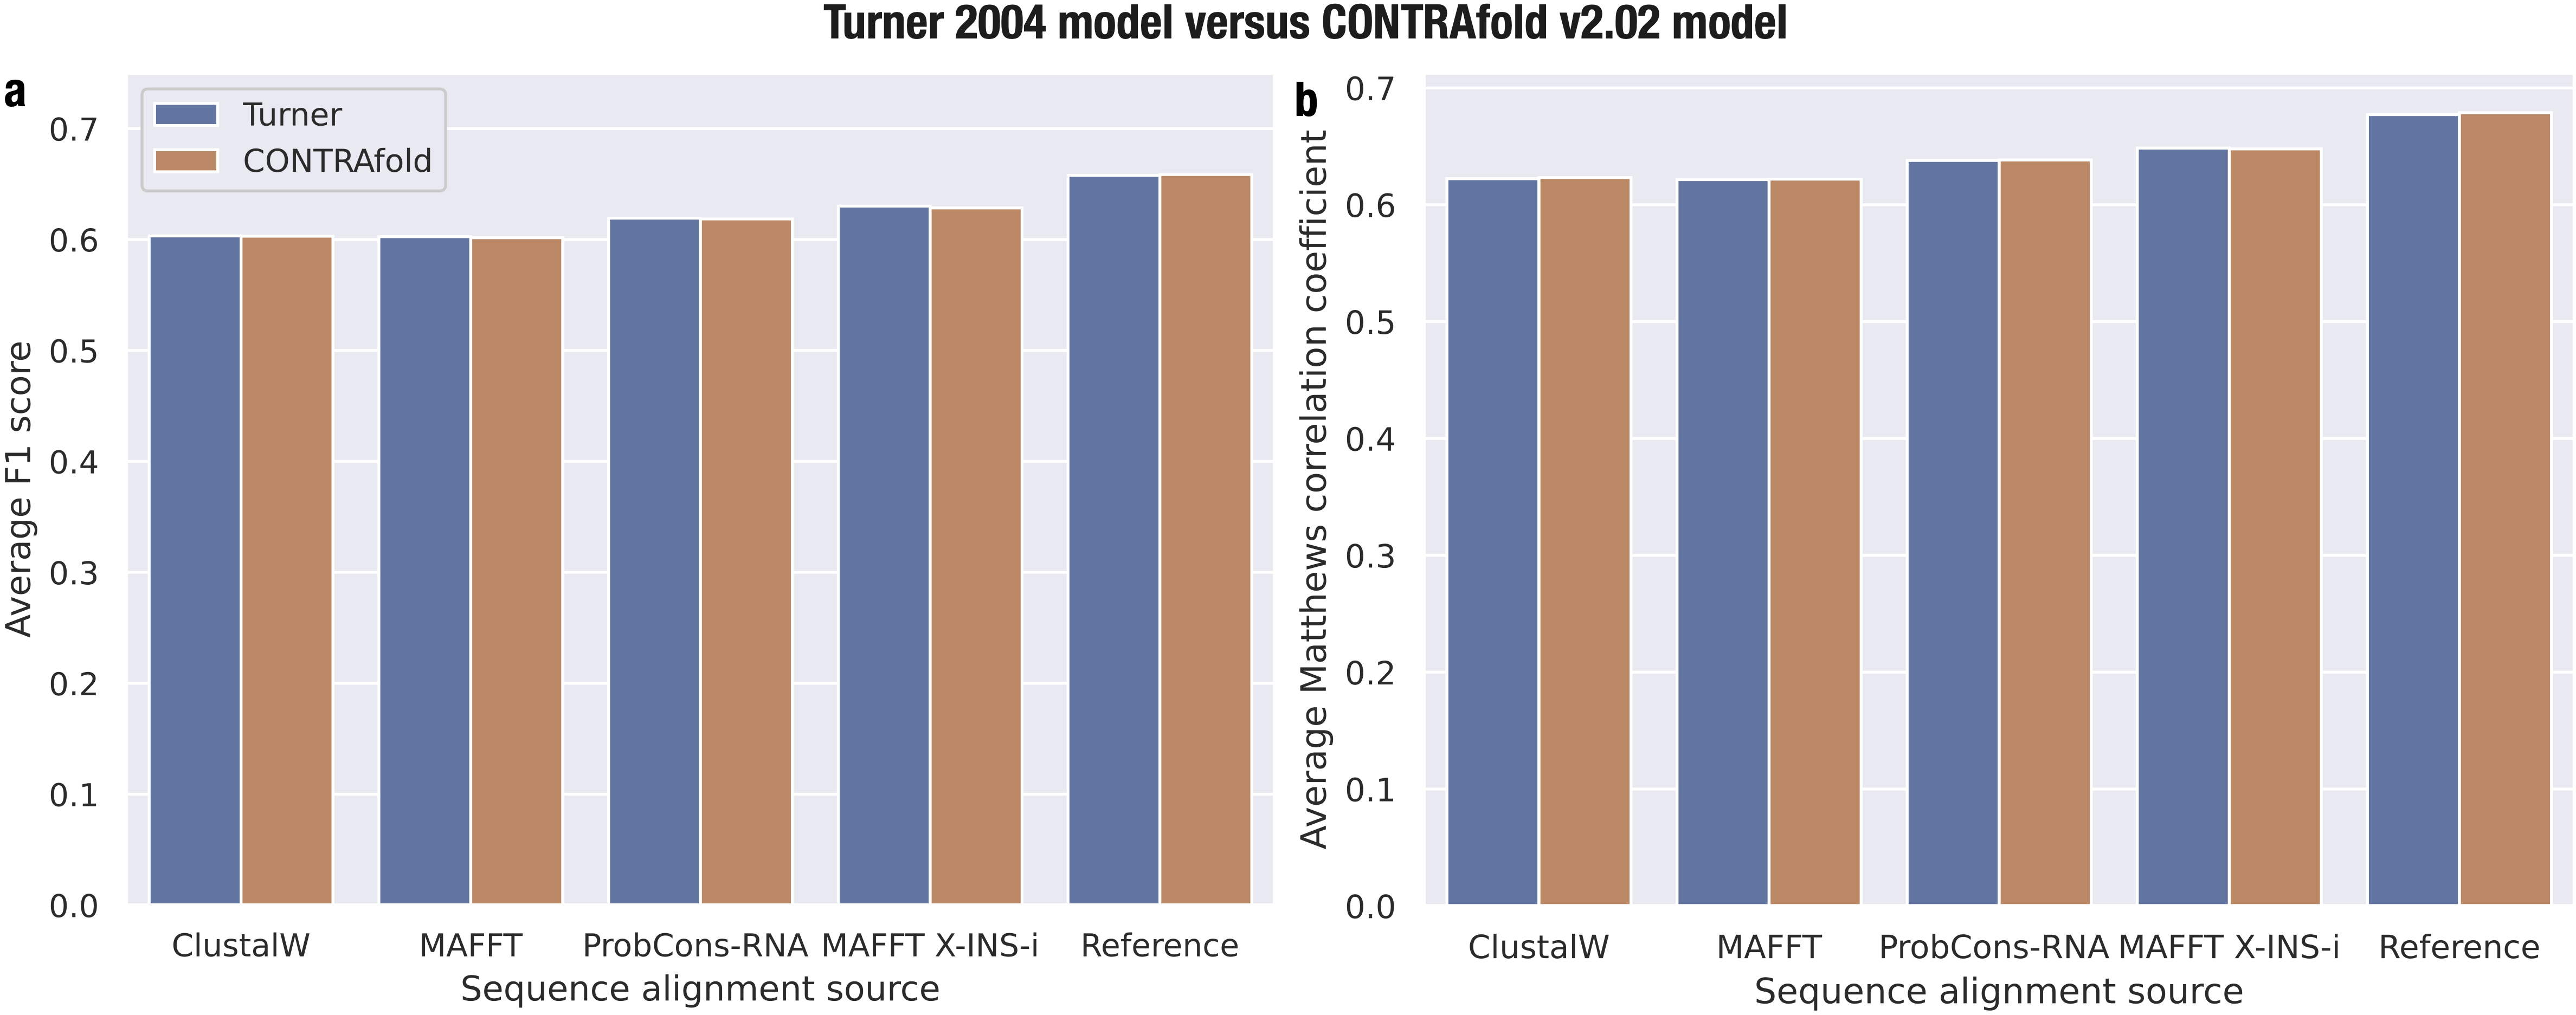 Turner 2004 model versus CONTRAfold v2.02 model
a
Turner
CONTRAfold
Average F1 score
0.7
0.6
0.5
0.4
0.3
0.2
0.1
0.0
ClustalW
MAFFT
ProbCons-RNA
MAFFT X-INS-i
Reference
Sequence alignment source
b
Average Matthews correlation coefficient
0.7
0.6
0.5
0.4
0.3
0.2
0.1
0.0
ClustalW
MAFFT
ProbCons-RNA
MAFFT X-INS-i
Reference
Sequence alignment source